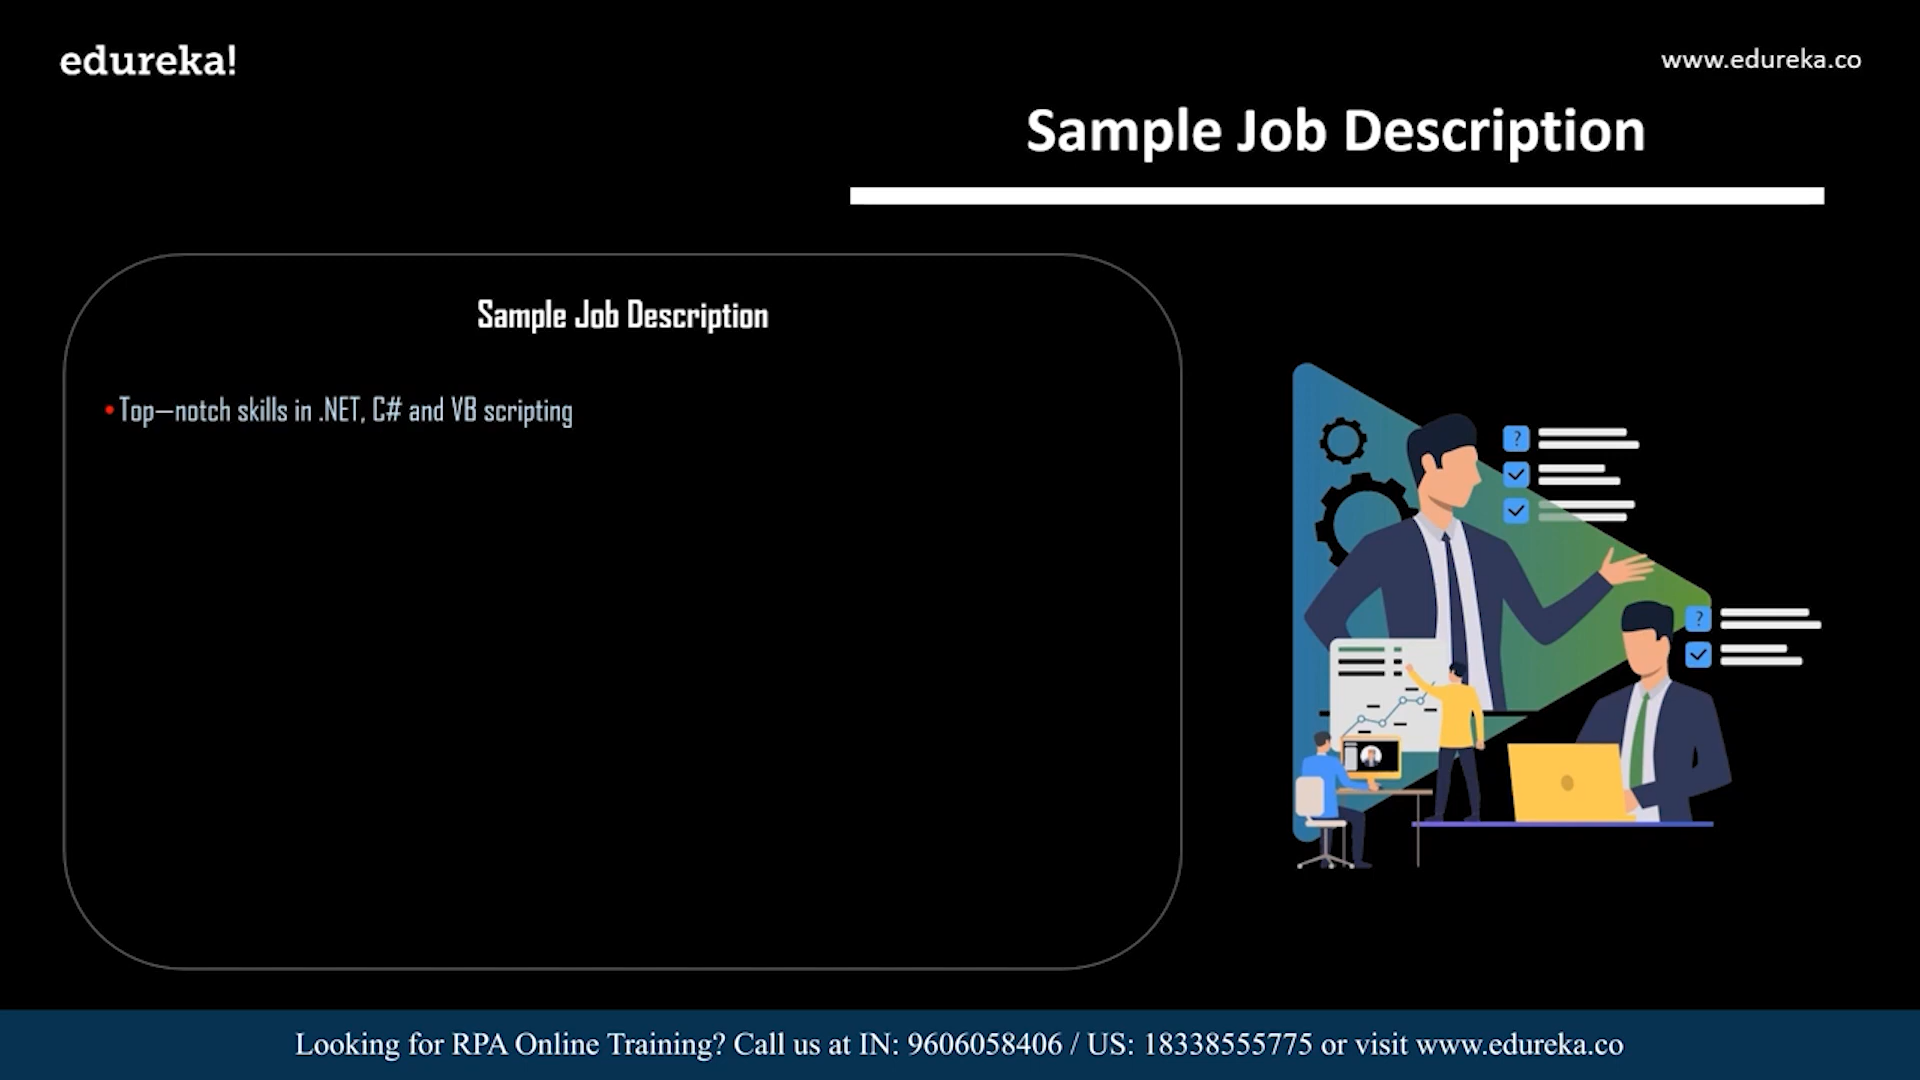 edureka!
www.edureka.co
Sample Job Description
Sample Job Description
• Top–notch skills in .NET, C# and VB scripting
?
?
Looking for RPA Online Training? Call us at IN: 9606058406 / US: 18338555775 or visit www.edureka.co